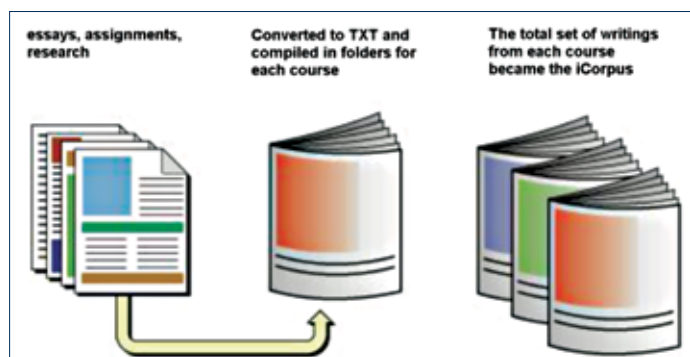 essays, assignments,
research
Converted to TXT and
compiled in folders for
each course
The total set of writings
from each course
became the iCorpus